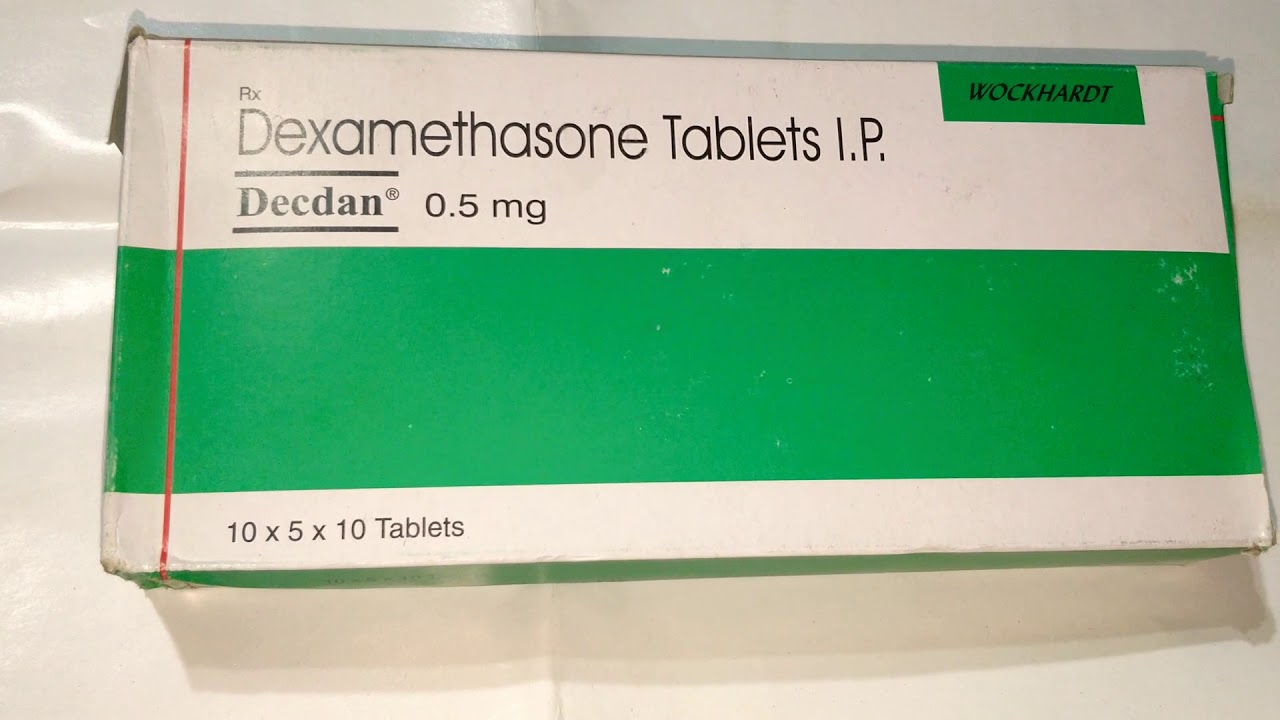 WOCKHARDT
Rx
Dexamethasone Tablets I.P.
Decdan® 0.5 mg
10 x 5 x 10 Tablets